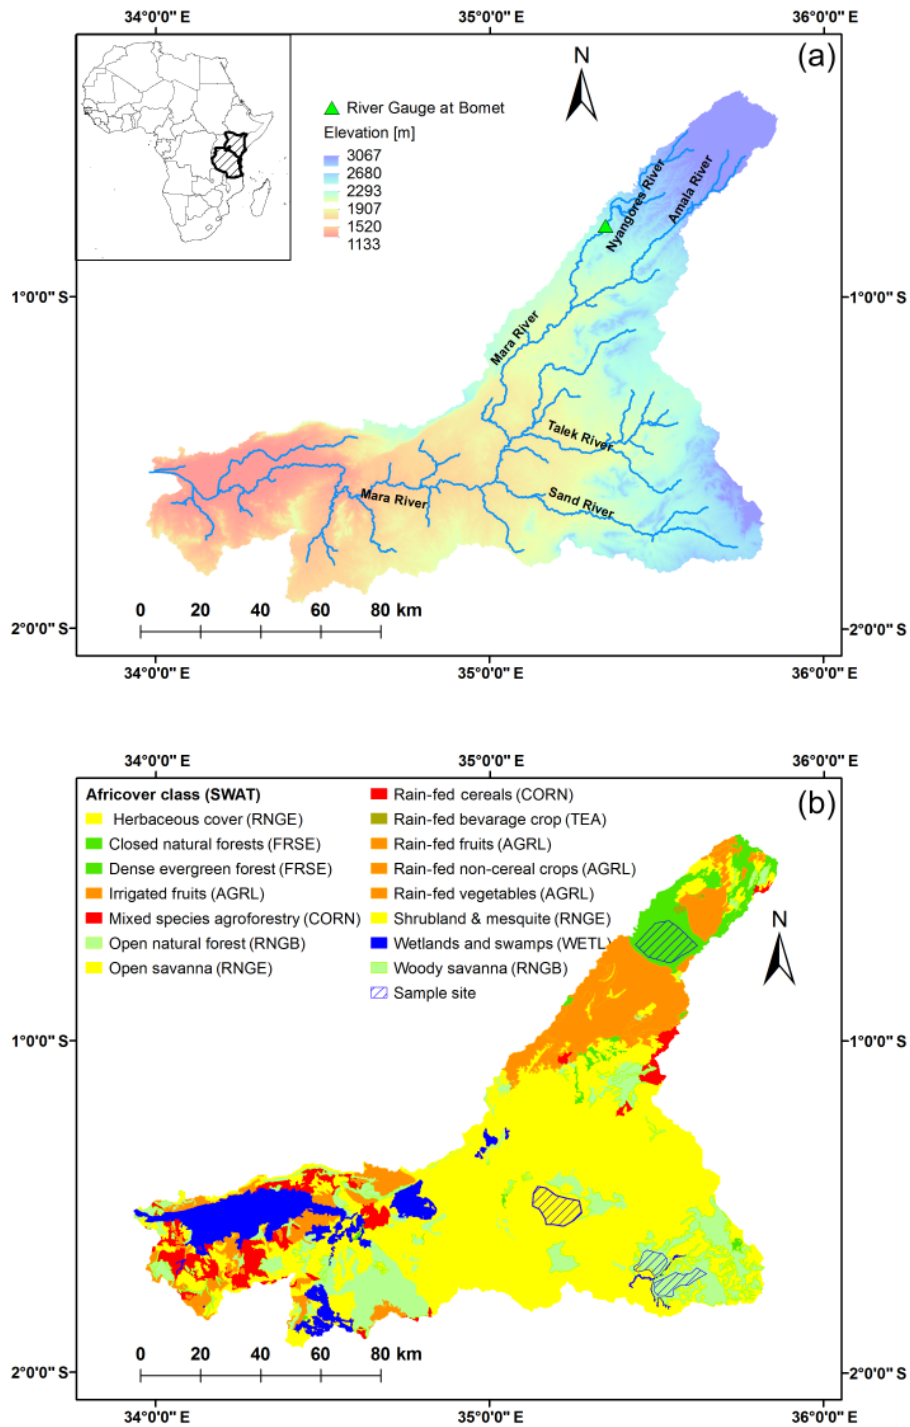 34°0'0" E
35°0'0" E
36°0'0" E
(a)
N
River Gauge at Bomet
Elevation [m]
3067
2680
2293
1907
1520
1133
Nyangores River
Amala River
1°0'0" S
1°0'0" S
Mara River
Talek River
Mara River
Sand River
0 20 40 60 80 km
2°0'0" S
2°0'0" S
34°0'0" E
35°0'0" E
36°0'0" E
34°0'0" E
35°0'0" E
36°0'0" E
(b)
Africover class (SWAT)
Herbaceous cover (RNGE)
Closed natural forests (FRSE)
Dense evergreen forest (FRSE)
Irrigated fruits (AGRL)
Mixed species agroforestry (CORN)
Open natural forest (RNGB)
Open savanna (RNGE)
Rain-fed cereals (CORN)
Rain-fed bevarage crop (TEA)
Rain-fed fruits (AGRL)
Rain-fed non-cereal crops (AGRL)
Rain-fed vegetables (AGRL)
Shrubland & mesquite (RNGE)
Wetlands and swamps (WETL)
Woody savanna (RNGB)
Sample site
N
1°0'0" S
1°0'0" S
0 20 40 60 80 km
2°0'0" S
2°0'0" S
34°0'0" E
35°0'0" E
36°0'0" E